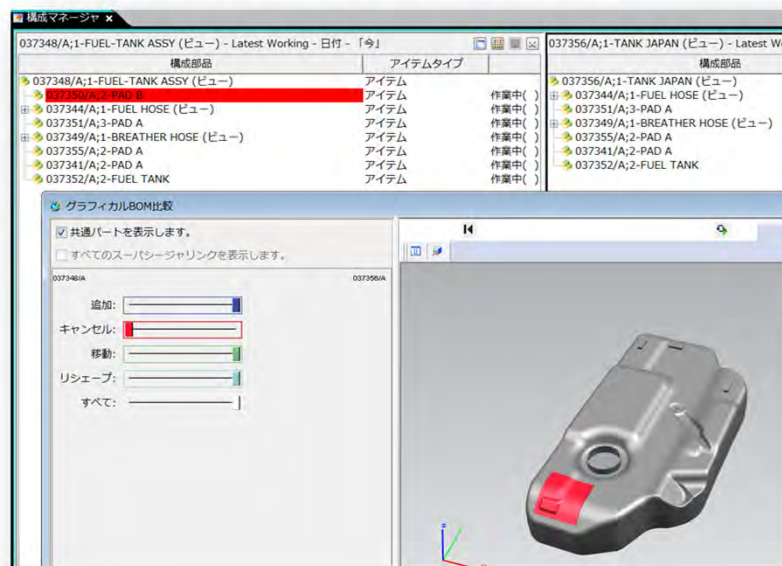 構成マネージャ
037348/A;1-FUEL-TANK ASSY (ビュー) - Latest Working - 日付 - 「今」
構成部品 アイテムタイプ
037348/A;1-FUEL-TANK ASSY (ビュー) アイテム
037350/A;2-PAD B アイテム 作業中( )
037344/A;1-FUEL HOSE (ビュー) アイテム 作業中( )
037351/A;3-PAD A アイテム 作業中( )
037349/A;1-BREATHER HOSE (ビュー) アイテム 作業中( )
037355/A;2-PAD A アイテム 作業中( )
037341/A;2-PAD A アイテム 作業中( )
037352/A;2-FUEL TANK アイテム 作業中( )
037356/A;1-TANK JAPAN (ビュー) - Latest W
構成部品
037356/A;1-TANK JAPAN (ビュー)
037344/A;1-FUEL HOSE (ビュー)
037351/A;3-PAD A
037349/A;1-BREATHER HOSE (ビュー)
037355/A;2-PAD A
037341/A;2-PAD A
037352/A;2-FUEL TANK
グラフィカルBOM比較
共通パートを表示します。
すべてのスーパシージャリンクを表示します。
037348/A 037356/A
追加:
キャンセル:
移動:
リシェープ:
すべて: